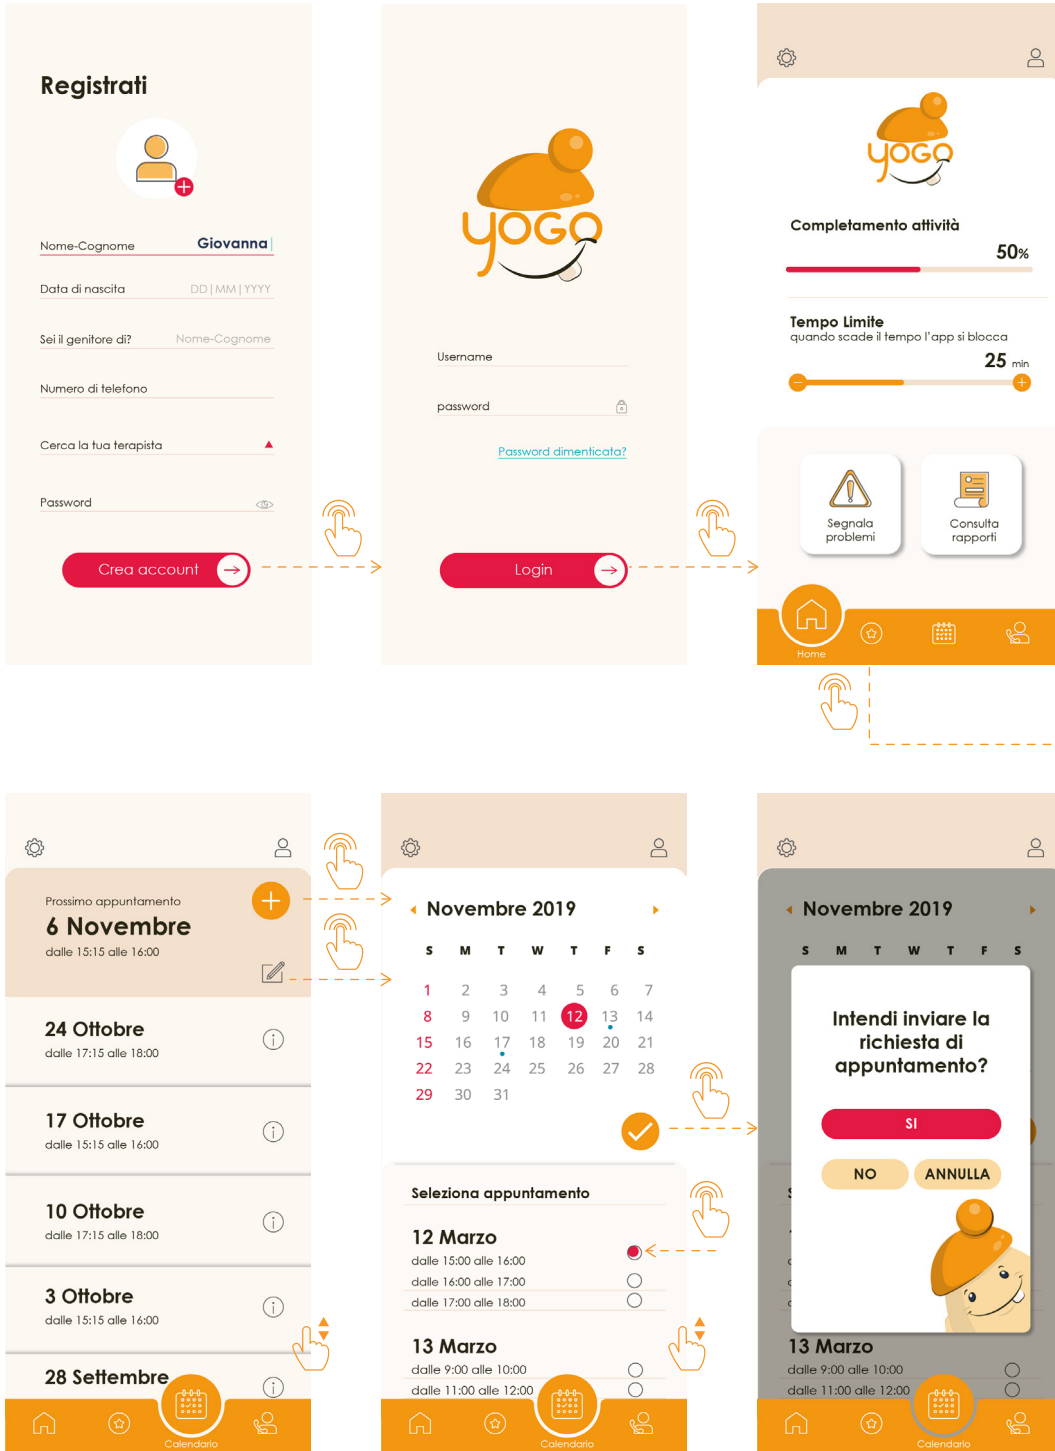 Registrati
Nome-Cognome Giovanna
Data di nascita DD | MM | YYYY
Sei il genitore di? Nome-Cognome
Numero di telefono
Cerca la tua terapista
Password
Crea account
YOGO
Username
password
Password dimenticata?
Login
YOGO
Completamento attività
50%
Tempo Limite
quando scade il tempo l'app si blocca
25 min
Segnala
problemi
Consulta
rapporti
Home
Prossimo appuntamento
6 Novembre
dalle 15:15 alle 16:00
24 Ottobre
dalle 17:15 alle 18:00
17 Ottobre
dalle 15:15 alle 16:00
10 Ottobre
dalle 17:15 alle 18:00
3 Ottobre
dalle 15:15 alle 16:00
28 Settembre
Calendario
Novembre 2019
S M T W T F S
1 2 3 4 5 6 7
8 9 10 11 12 13 14
15 16 17 18 19 20 21
22 23 24 25 26 27 28
29 30 31
Seleziona appuntamento
12 Marzo
dalle 15:00 alle 16:00
dalle 16:00 alle 17:00
dalle 17:00 alle 18:00
13 Marzo
dalle 9:00 alle 10:00
dalle 11:00 alle 12:00
Calendario
Novembre 2019
S M T W T F S
Intendi inviare la
richiesta di
appuntamento?
SI
NO ANNULLA
13 Marzo
dalle 9:00 alle 10:00
dalle 11:00 alle 12:00
Calendario